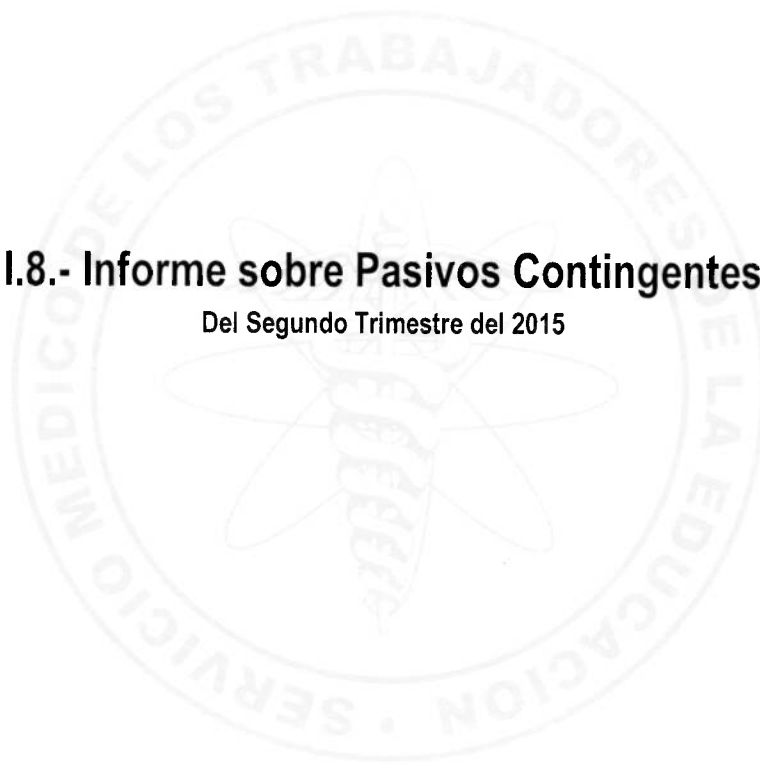 I.8.- Informe sobre Pasivos Contingentes
Del Segundo Trimestre del 2015
SERVICIO MEDICO DE LOS TRABAJADORES DE LA EDUCACION